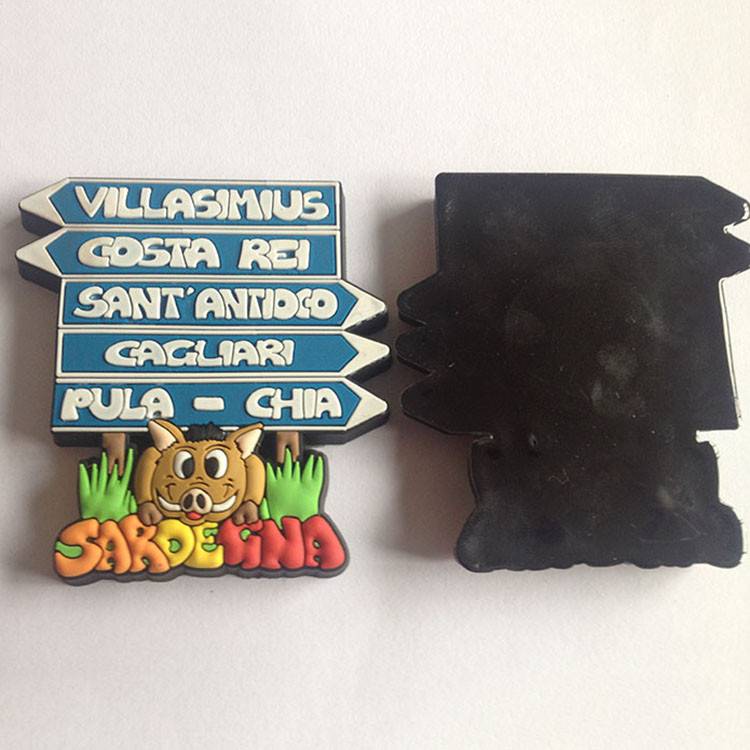 VILLASIMIUS
COSTA REI
SANT'ANTIOCO
CAGLIARI
PULA - CHIA
SARDEGNA